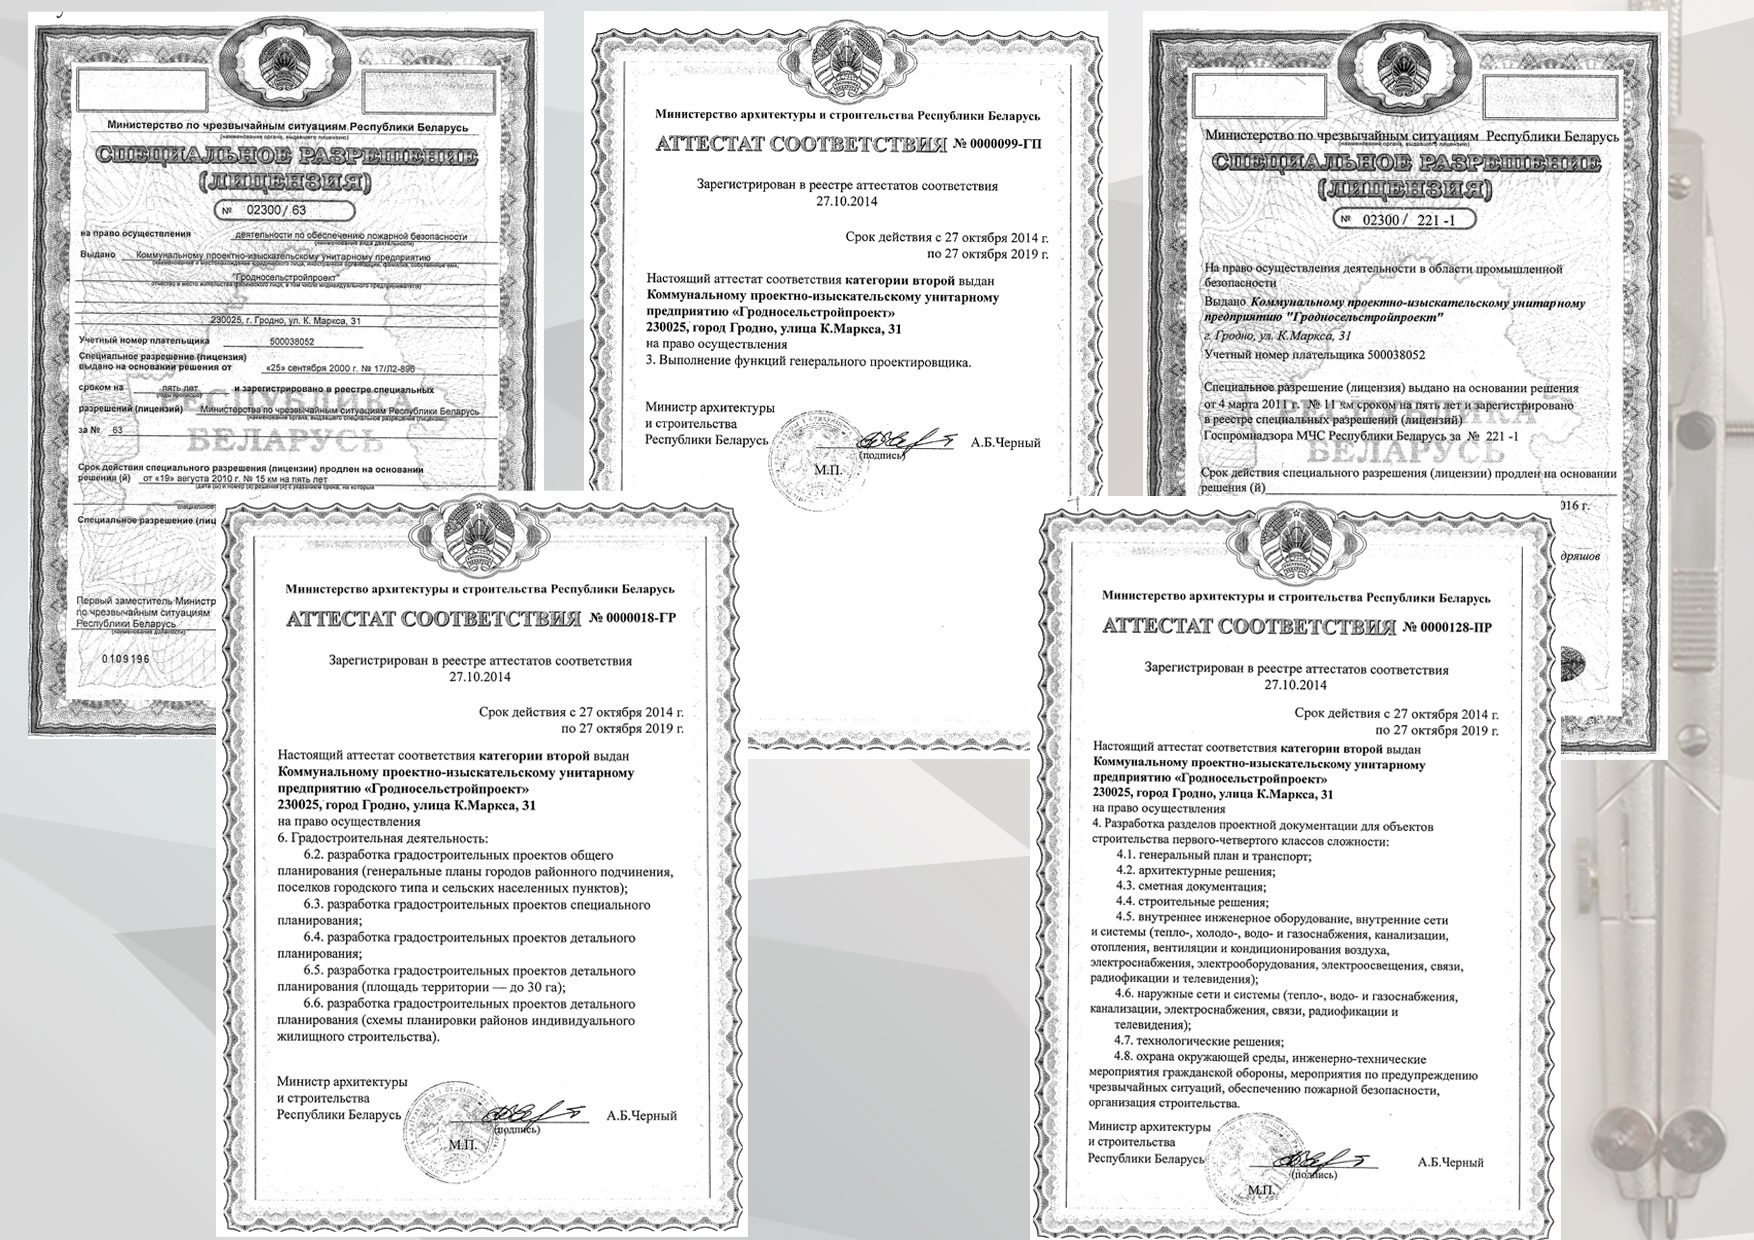 Министерство по чрезвычайным ситуациям Республики Беларусь
(наименование органа, выдавшего лицензию)
СПЕЦИАЛЬНОЕ РАЗРЕШЕНИЕ
(ЛИЦЕНЗИЯ)
№ 02300/ 63
на право осуществления деятельности по обеспечению пожарной безопасности
(наименование вида деятельности)
Выдано Коммунальному проектно-изыскательскому унитарному предприятию
"Гродносельстройпроект"
230025, г. Гродно, ул. К. Маркса, 31
Учетный номер плательщика 500038052
Специальное разрешение (лицензия)
выдано на основании решения от «25» сентября 2000 г. № 17/Л2-896
сроком на пять лет и зарегистрировано в реестре специальных
разрешений (лицензий) Министерства по чрезвычайным ситуациям Республики Беларусь
за № 63
РЕСПУБЛИКА
БЕЛАРУСЬ
Срок действия специального разрешения (лицензии) продлен на основании
решения (й) от «19» августа 2010 г. № 15 км на пять лет
Специальное разрешение (лиц
Первый заместитель Министр
по чрезвычайным ситуациям
Республики Беларусь
(наименование должности)
0109196
Министерство архитектуры и строительства Республики Беларусь
АТТЕСТАТ СООТВЕТСТВИЯ № 0000099-ГП
Зарегистрирован в реестре аттестатов соответствия
27.10.2014
Срок действия с 27 октября 2014 г.
по 27 октября 2019 г.
Настоящий аттестат соответствия категории второй выдан
Коммунальному проектно-изыскательскому унитарному
предприятию «Гродносельстройпроект»
230025, город Гродно, улица К.Маркса, 31
на право осуществления
3. Выполнение функций генерального проектировщика.
Министр архитектуры
и строительства
Республики Беларусь
А.Б.Черный
(подпись)
М.П.
Министерство по чрезвычайным ситуациям Республики Беларусь
(наименование органа, выдавшего лицензию)
СПЕЦИАЛЬНОЕ РАЗРЕШЕНИЕ
(ЛИЦЕНЗИЯ)
№ 02300 / 221 -1
На право осуществления деятельности в области промышленной
безопасности
Выдано Коммунальному проектно-изыскательскому унитарному
предприятию "Гродносельстройпроект"
г. Гродно, ул. К.Маркса, 31
Учетный номер плательщика 500038052
Специальное разрешение (лицензия) выдано на основании решения
от 4 марта 2011 г. № 11 км сроком на пять лет и зарегистрировано
в реестре специальных разрешений (лицензий)
Госпромнадзора МЧС Республики Беларусь за № 221 -1
РЕСПУБЛИКА
БЕЛАРУСЬ
Срок действия специального разрешения (лицензии) продлен на основании
решения (й)
016 г.
дряшов
Министерство архитектуры и строительства Республики Беларусь
АТТЕСТАТ СООТВЕТСТВИЯ № 0000018-ГР
Зарегистрирован в реестре аттестатов соответствия
27.10.2014
Срок действия с 27 октября 2014 г.
по 27 октября 2019 г.
Настоящий аттестат соответствия категории второй выдан
Коммунальному проектно-изыскательскому унитарному
предприятию «Гродносельстройпроект»
230025, город Гродно, улица К.Маркса, 31
на право осуществления
6. Градостроительная деятельность:
6.2. разработка градостроительных проектов общего
планирования (генеральные планы городов районного подчинения,
поселков городского типа и сельских населенных пунктов);
6.3. разработка градостроительных проектов специального
планирования;
6.4. разработка градостроительных проектов детального
планирования;
6.5. разработка градостроительных проектов детального
планирования (площадь территории — до 30 га);
6.6. разработка градостроительных проектов детального
планирования (схемы планировки районов индивидуального
жилищного строительства).
Министр архитектуры
и строительства
Республики Беларусь
А.Б.Черный
(подпись)
М.П.
Министерство архитектуры и строительства Республики Беларусь
АТТЕСТАТ СООТВЕТСТВИЯ № 0000128-ПР
Зарегистрирован в реестре аттестатов соответствия
27.10.2014
Срок действия с 27 октября 2014 г.
по 27 октября 2019 г.
Настоящий аттестат соответствия категории второй выдан
Коммунальному проектно-изыскательскому унитарному
предприятию «Гродносельстройпроект»
230025, город Гродно, улица К.Маркса, 31
на право осуществления
4. Разработка разделов проектной документации для объектов
строительства первого-четвертого классов сложности:
4.1. генеральный план и транспорт;
4.2. архитектурные решения;
4.3. сметная документация;
4.4. строительные решения;
4.5. внутреннее инженерное оборудование, внутренние сети
и системы (тепло-, холодо-, водо- и газоснабжения, канализации,
отопления, вентиляции и кондиционирования воздуха,
электроснабжения, электрооборудования, электроосвещения, связи,
радиофикации и телевидения);
4.6. наружные сети и системы (тепло-, водо- и газоснабжения,
канализации, электроснабжения, связи, радиофикации и
телевидения);
4.7. технологические решения;
4.8. охрана окружающей среды, инженерно-технические
мероприятия гражданской обороны, мероприятия по предупреждению
чрезвычайных ситуаций, обеспечению пожарной безопасности,
организация строительства.
Министр архитектуры
и строительства
Республики Беларусь
А.Б.Черный
(подпись)
М.П.